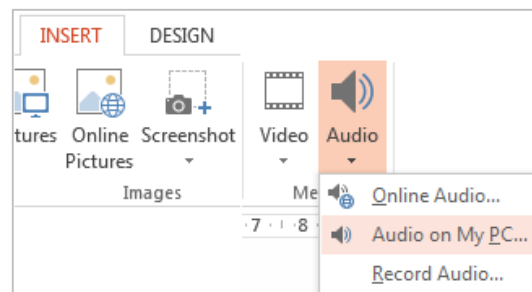 INSERT DESIGN
tures Online Pictures Screenshot Video Audio
Images Me
7 8
Online Audio...
Audio on My PC...
Record Audio...